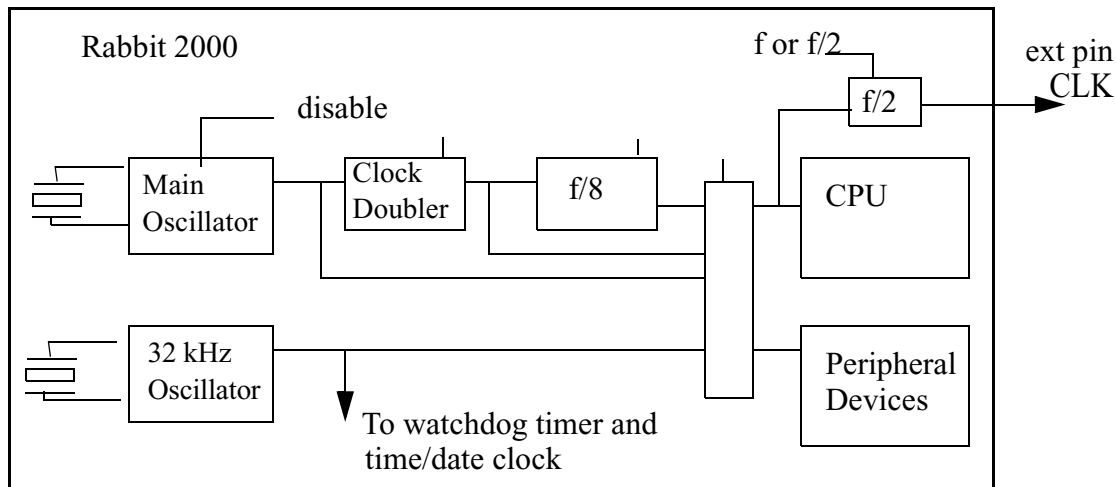 Rabbit 2000
f or f/2
ext pin
CLK
f/2
disable
Main
Oscillator
Clock
Doubler
f/8
CPU
32 kHz
Oscillator
Peripheral
Devices
To watchdog timer and
time/date clock